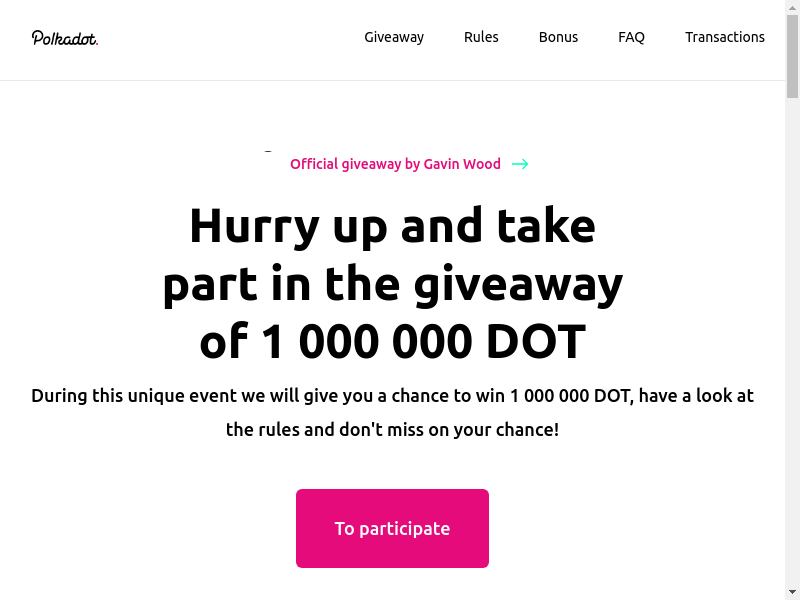 Polkadot.
Giveaway Rules Bonus FAQ Transactions
Official giveaway by Gavin Wood
Hurry up and take
part in the giveaway
of 1 000 000 DOT
During this unique event we will give you a chance to win 1 000 000 DOT, have a look at
the rules and don't miss on your chance!
To participate